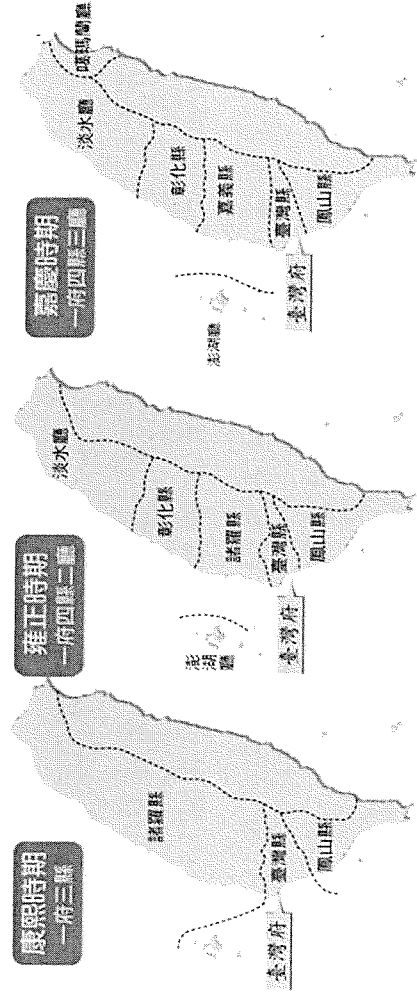 康熙時期
一府三縣
諸羅縣
臺灣縣
鳳山縣
臺灣府
雍正時期
一府四縣二廳
淡水廳
彰化縣
諸羅縣
臺灣縣
鳳山縣
澎湖廳
臺灣府
嘉慶時期
一府四縣三廳
噶瑪蘭廳
淡水廳
彰化縣
嘉義縣
臺灣縣
鳳山縣
澎湖廳
臺灣府